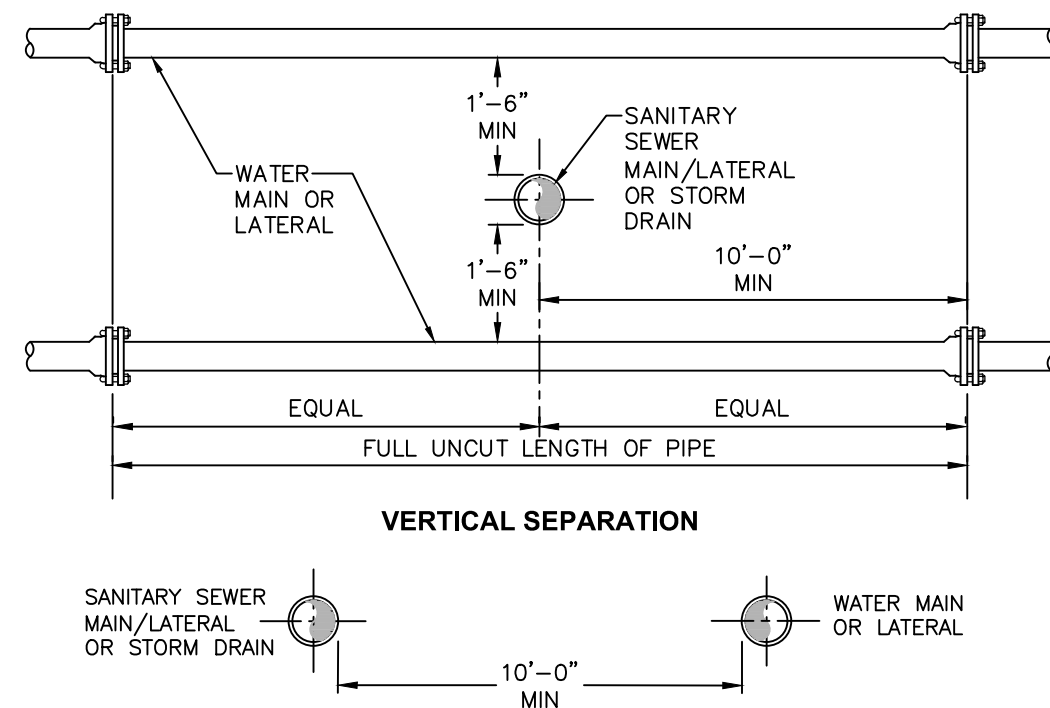 1'-6"
MIN
SANITARY
SEWER
MAIN/LATERAL
OR STORM
DRAIN
WATER
MAIN OR
LATERAL
10'-0"
MIN
1'-6"
MIN
EQUAL
EQUAL
FULL UNCUT LENGTH OF PIPE
VERTICAL SEPARATION
SANITARY SEWER
MAIN/LATERAL
OR STORM DRAIN
WATER MAIN
OR LATERAL
10'-0"
MIN